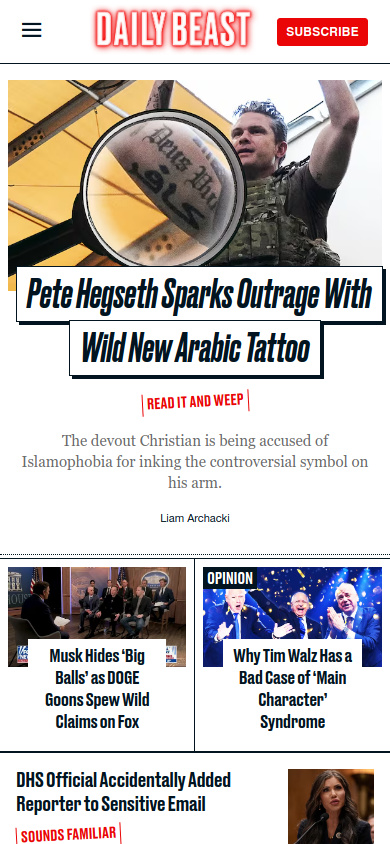 DAILY BEAST
SUBSCRIBE
Deus Vu
كافر
Pete Hegseth Sparks Outrage With
Wild New Arabic Tattoo
READ IT AND WEEP
The devout Christian is being accused of
Islamophobia for inking the controversial symbol on
his arm.
Liam Archacki
OPINION
Musk Hides ‘Big
Balls’ as DOGE
Goons Spew Wild
Claims on Fox
Why Tim Walz Has a
Bad Case of ‘Main
Character’
Syndrome
DHS Official Accidentally Added
Reporter to Sensitive Email
SOUNDS FAMILIAR